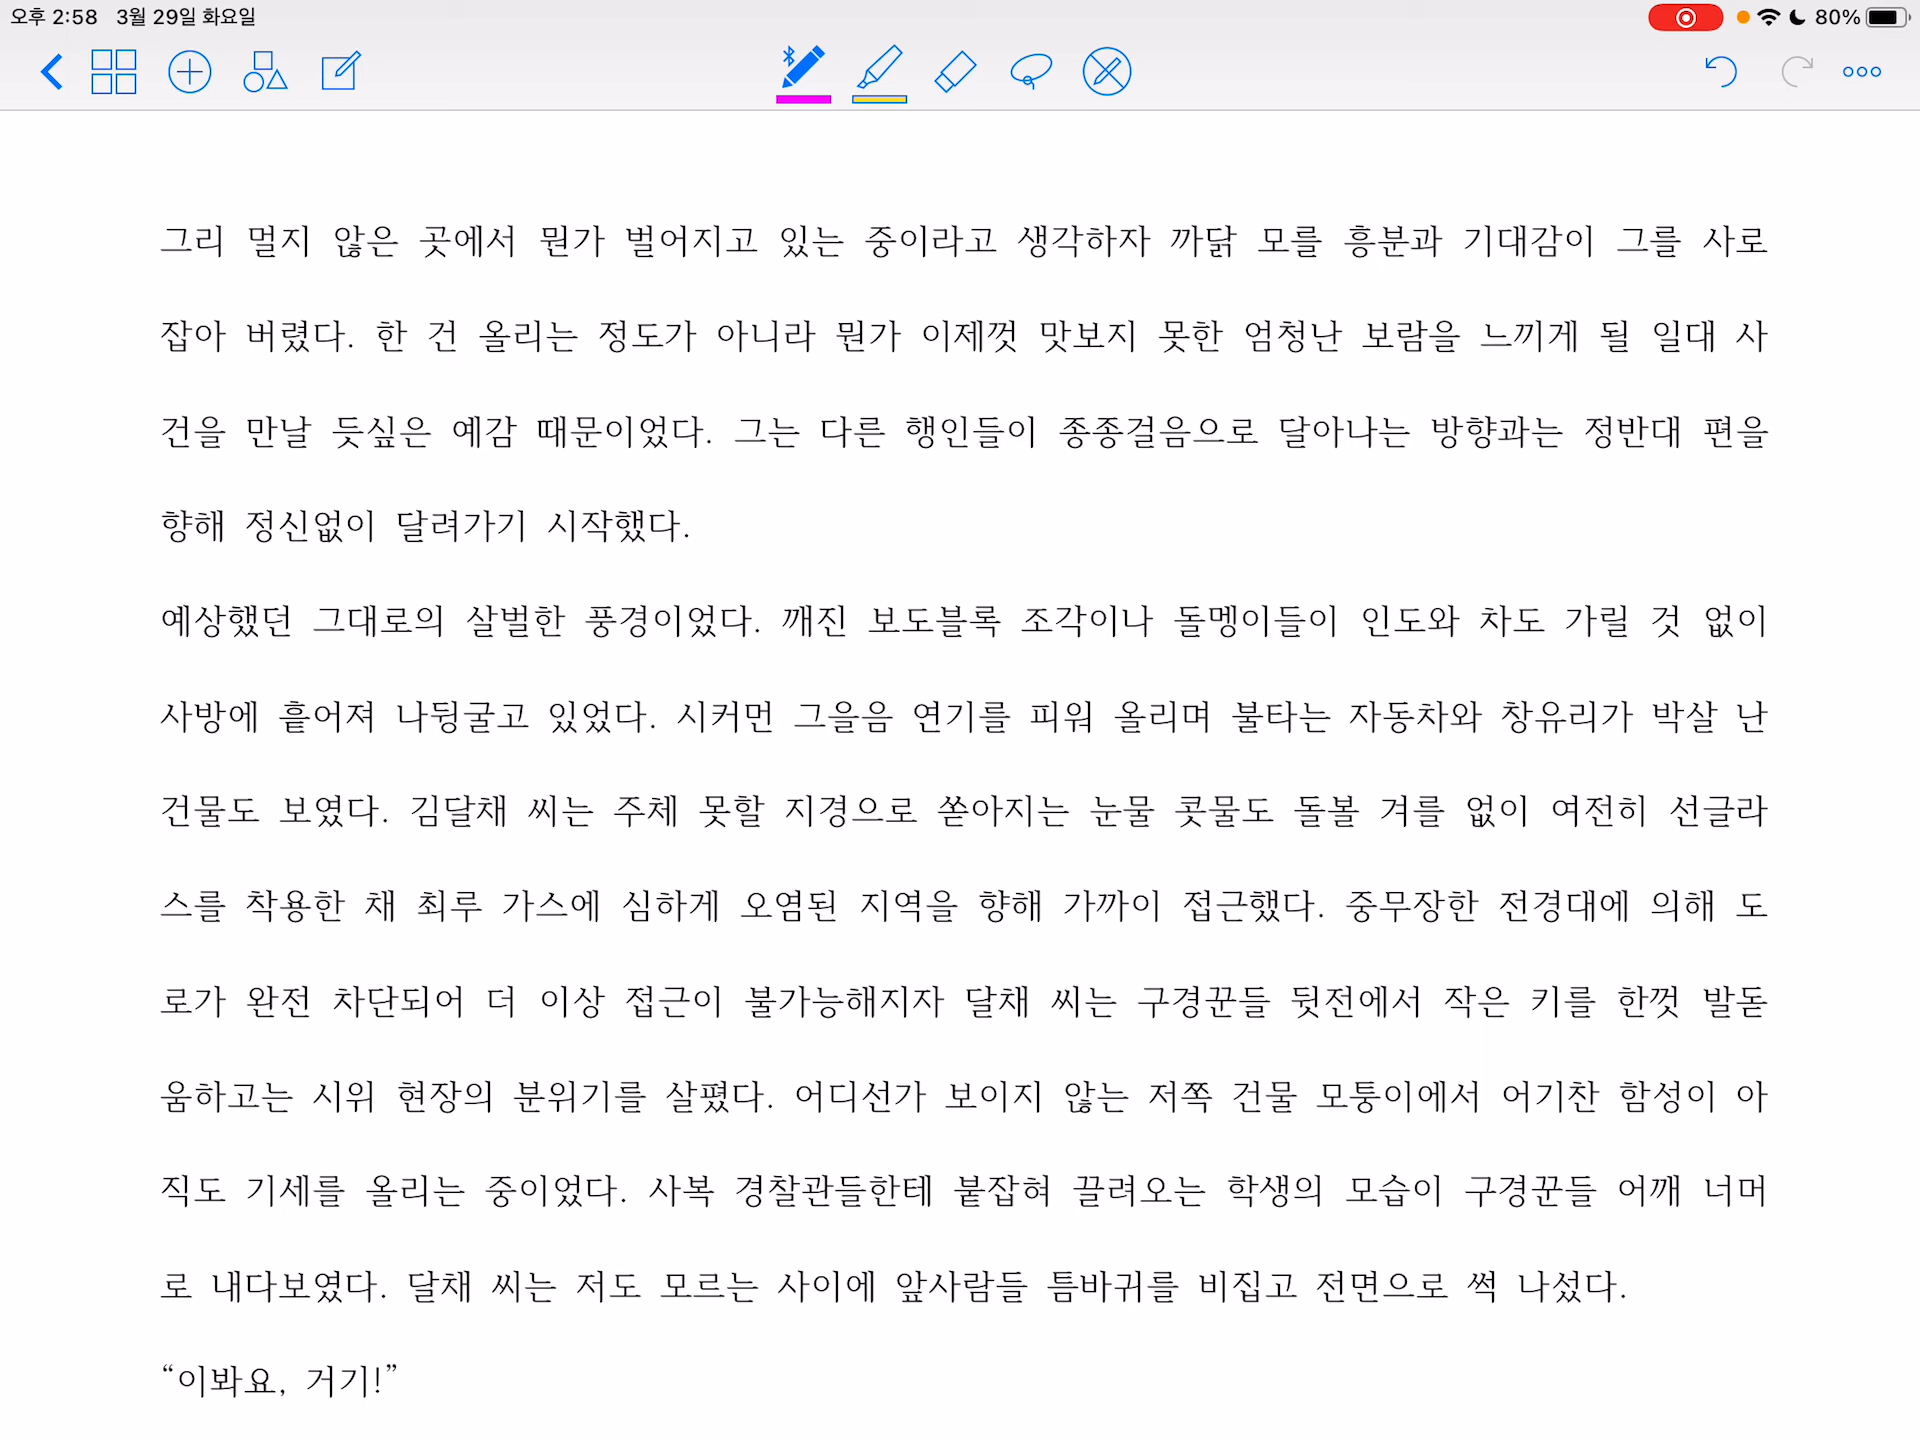 오후 2:58 3월 29일 화요일 80%
그리 멀지 않은 곳에서 뭔가 벌어지고 있는 중이라고 생각하자 까닭 모를 흥분과 기대감이 그를 사로
잡아 버렸다. 한 건 올리는 정도가 아니라 뭔가 이제껏 맛보지 못한 엄청난 보람을 느끼게 될 일대 사
건을 만날 듯싶은 예감 때문이었다. 그는 다른 행인들이 종종걸음으로 달아나는 방향과는 정반대 편을
향해 정신없이 달려가기 시작했다.
예상했던 그대로의 살벌한 풍경이었다. 깨진 보도블록 조각이나 돌멩이들이 인도와 차도 가릴 것 없이
사방에 흩어져 나뒹굴고 있었다. 시커먼 그을음 연기를 피워 올리며 불타는 자동차와 창유리가 박살 난
건물도 보였다. 김달채 씨는 주체 못할 지경으로 쏟아지는 눈물 콧물도 돌볼 겨를 없이 여전히 선글라
스를 착용한 채 최루 가스에 심하게 오염된 지역을 향해 가까이 접근했다. 중무장한 전경대에 의해 도
로가 완전 차단되어 더 이상 접근이 불가능해지자 달채 씨는 구경꾼들 뒷전에서 작은 키를 한껏 발돋
움하고는 시위 현장의 분위기를 살폈다. 어디선가 보이지 않는 저쪽 건물 모퉁이에서 어기찬 함성이 아
직도 기세를 올리는 중이었다. 사복 경찰관들한테 붙잡혀 끌려오는 학생의 모습이 구경꾼들 어깨 너머
로 내다보였다. 달채 씨는 저도 모르는 사이에 앞사람들 틈바귀를 비집고 전면으로 썩 나섰다.
“이봐요, 거기!”